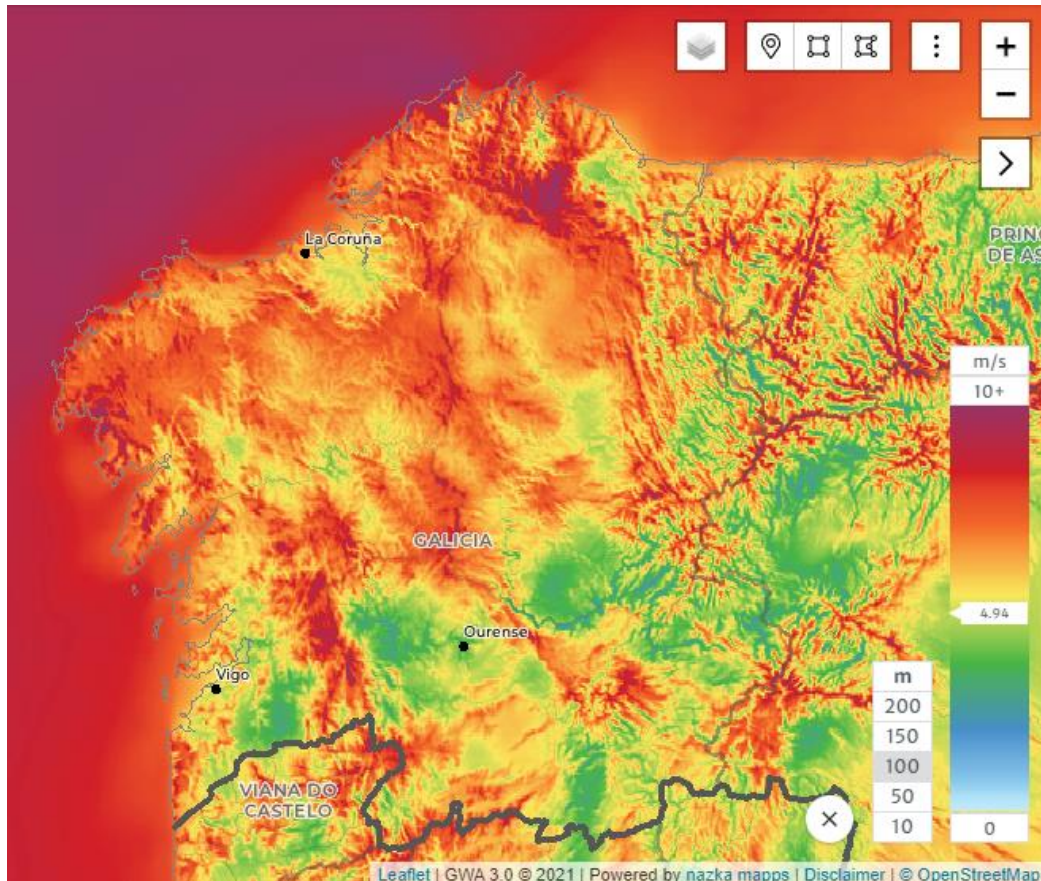 +
−
La Coruña
PRINC
DE AS
m/s
10+
GALICIA
4.94
Ourense
Vigo
m
200
150
100
50
10
VIANA DO
CASTELO
0
Leaflet | GWA 3.0 © 2021 | Powered by nazka mapps | Disclaimer | © OpenStreetMap